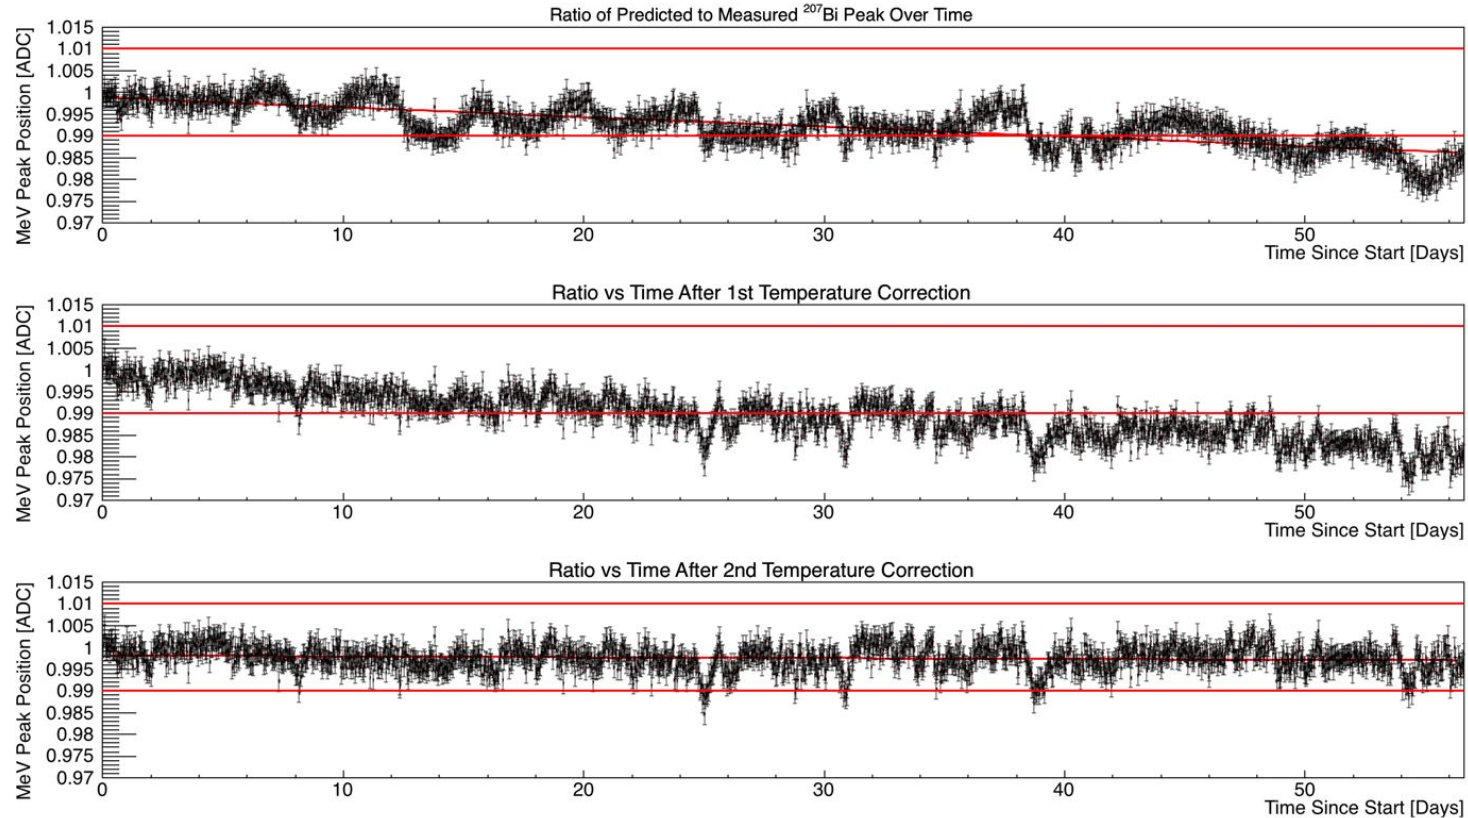 Ratio of Predicted to Measured ²⁰⁷Bi Peak Over Time
MeV Peak Position [ADC]
1.015
1.01
1.005
1
0.995
0.99
0.985
0.98
0.975
0.97
0 10 20 30 40 50
Time Since Start [Days]
Ratio vs Time After 1st Temperature Correction
MeV Peak Position [ADC]
1.015
1.01
1.005
1
0.995
0.99
0.985
0.98
0.975
0.97
0 10 20 30 40 50
Time Since Start [Days]
Ratio vs Time After 2nd Temperature Correction
MeV Peak Position [ADC]
1.015
1.01
1.005
1
0.995
0.99
0.985
0.98
0.975
0.97
0 10 20 30 40 50
Time Since Start [Days]